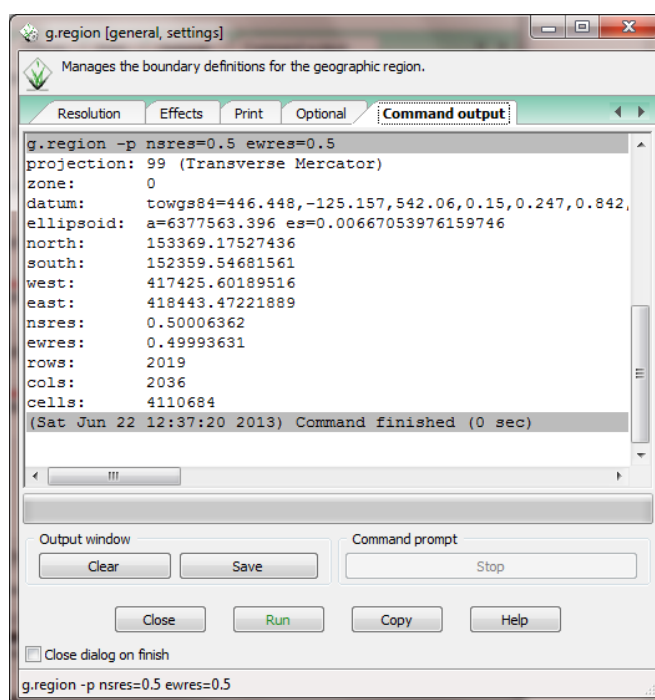 g.region [general, settings]
Manages the boundary definitions for the geographic region.
Resolution Effects Print Optional Command output
g.region -p nsres=0.5 ewres=0.5
projection: 99 (Transverse Mercator)
zone: 0
datum: towgs84=446.448,-125.157,542.06,0.15,0.247,0.842,
ellipsoid: a=6377563.396 es=0.00667053976159746
north: 153369.17527436
south: 152359.54681561
west: 417425.60189516
east: 418443.47221889
nsres: 0.50006362
ewres: 0.49993631
rows: 2019
cols: 2036
cells: 4110684
(Sat Jun 22 12:37:20 2013) Command finished (0 sec)
Output window Command prompt
Clear Save Stop
Close Run Copy Help
Close dialog on finish
g.region -p nsres=0.5 ewres=0.5